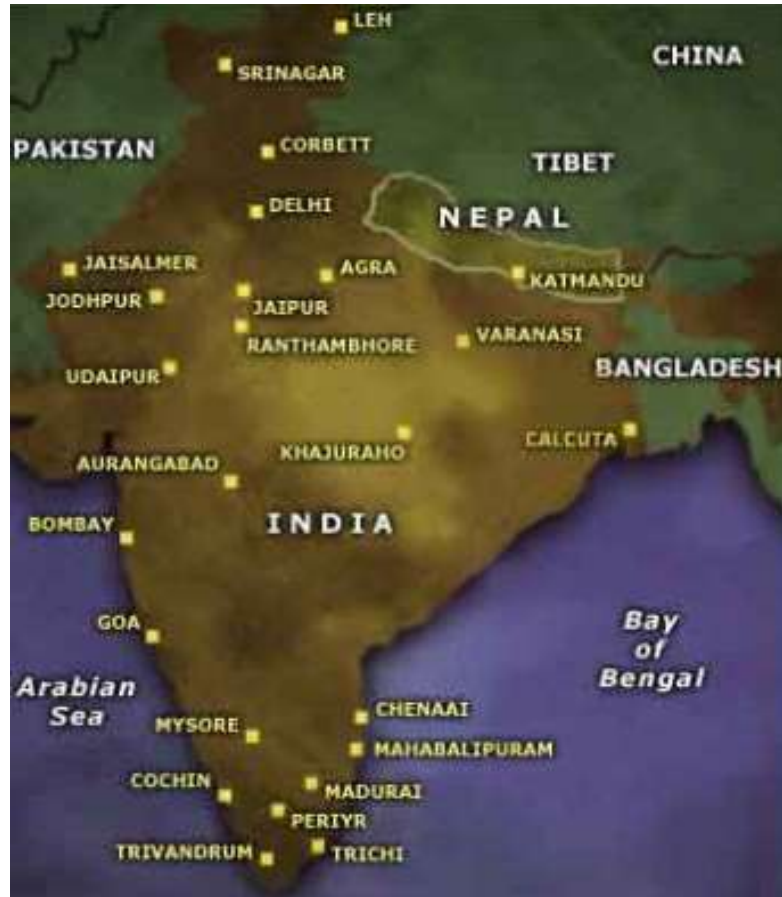 LEH
CHINA
SRINAGAR
PAKISTAN
CORBETT
TIBET
DELHI
NEPAL
JAISALMER
AGRA
KATMANDU
JODHPUR
JAIPUR
RANTHAMBHORE
VARANASI
UDAIPUR
BANGLADESH
KHAJURAHO
CALCUTA
AURANGABAD
BOMBAY
INDIA
GOA
Bay
of
Bengal
Arabian
Sea
CHENAAI
MYSORE
MAHABALIPURAM
COCHIN
MADURAI
PERIYR
TRIVANDRUM
TRICHI